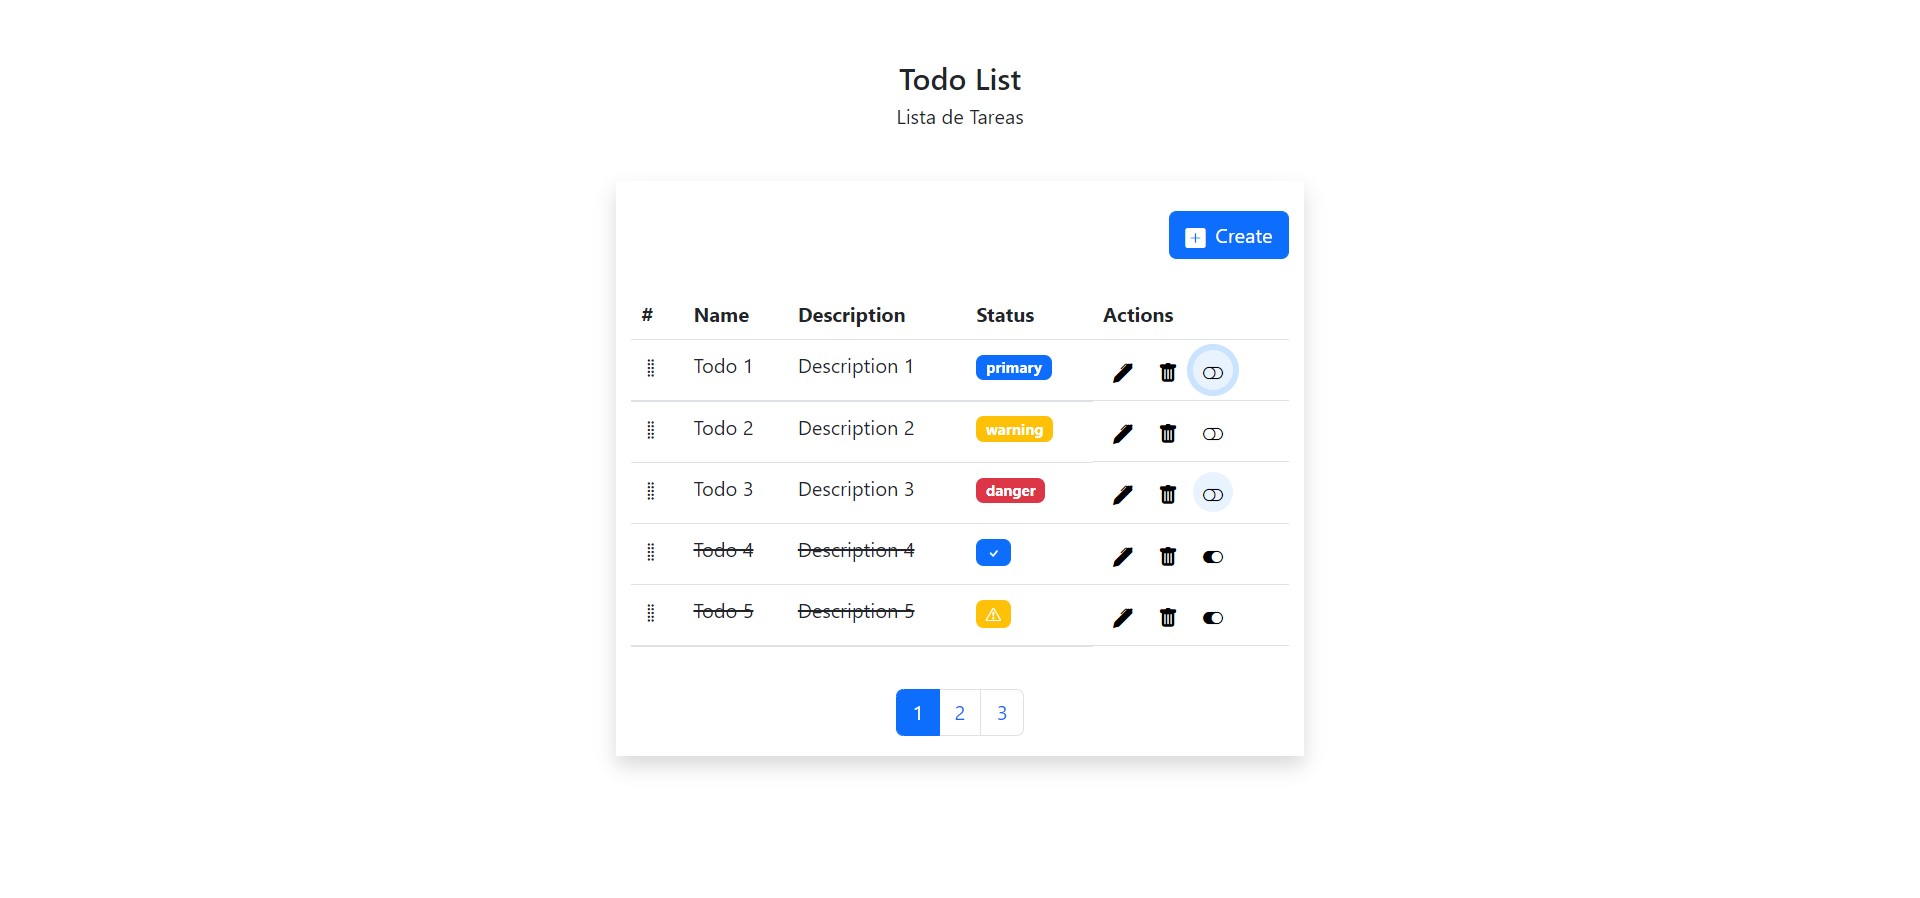 Todo List
Lista de Tareas
Create
# Name Description Status Actions
Todo 1 Description 1 primary
Todo 2 Description 2 warning
Todo 3 Description 3 danger
Todo 4 Description 4
Todo 5 Description 5
1 2 3